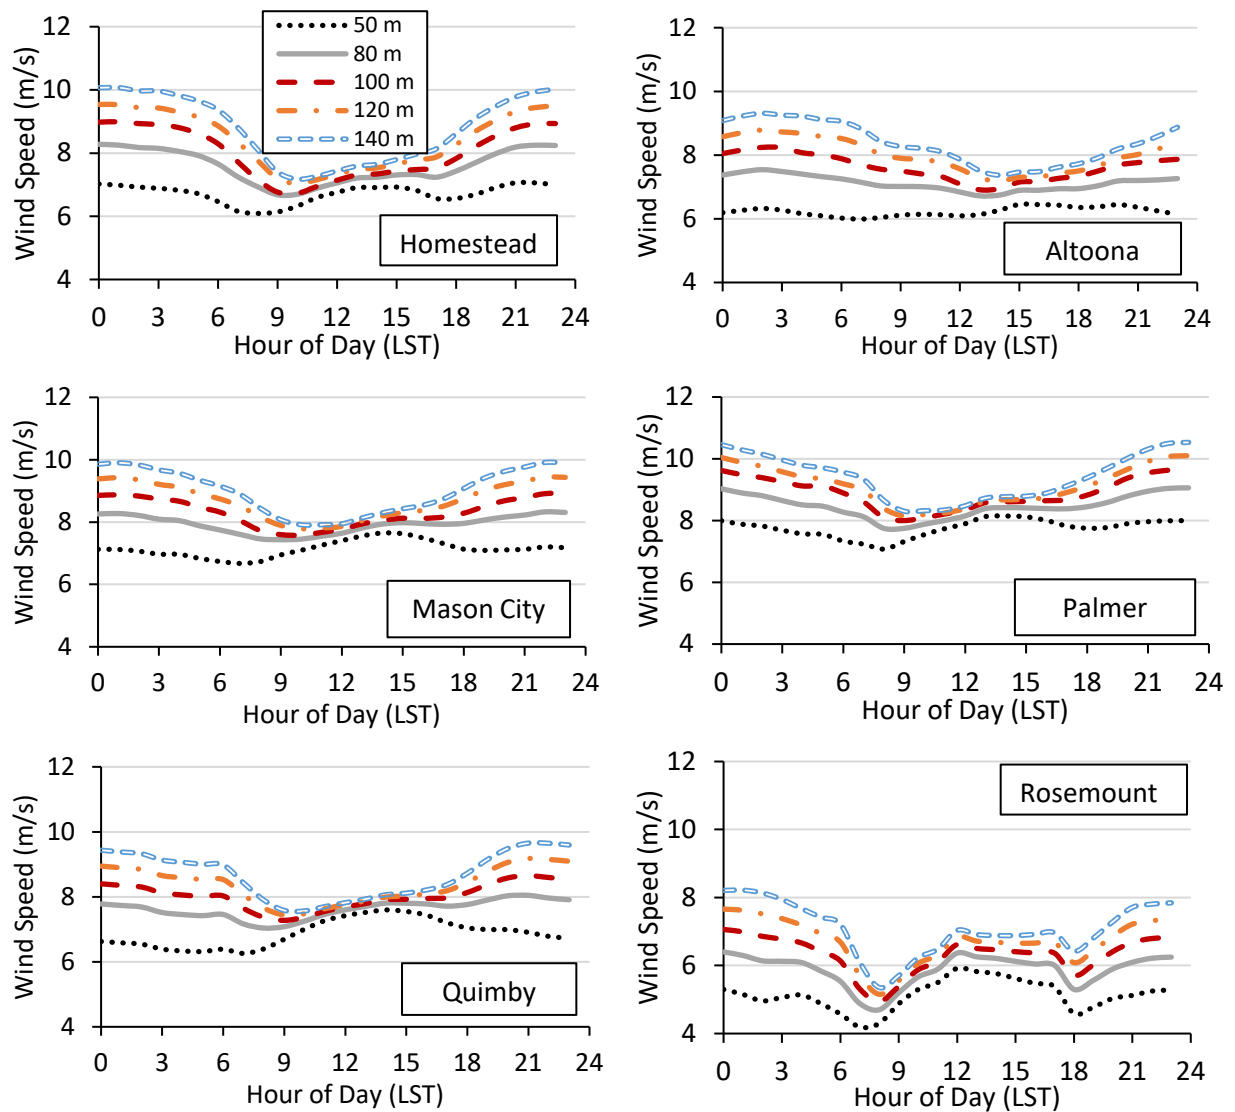 12
10
8
6
4
Wind Speed (m/s)
50 m
80 m
100 m
120 m
140 m
Homestead
0 3 6 9 12 15 18 21 24
Hour of Day (LST)
12
10
8
6
4
Wind Speed (m/s)
Altoona
0 3 6 9 12 15 18 21 24
Hour of Day (LST)
12
10
8
6
4
Wind Speed (m/s)
Mason City
0 3 6 9 12 15 18 21 24
Hour of Day (LST)
12
10
8
6
4
Wind Speed (m/s)
Palmer
0 3 6 9 12 15 18 21 24
Hour of Day (LST)
12
10
8
6
4
Wind Speed (m/s)
Quimby
0 3 6 9 12 15 18 21 24
Hour of Day (LST)
12
10
8
6
4
Wind Speed (m/s)
Rosemount
0 3 6 9 12 15 18 21 24
Hour of Day (LST)